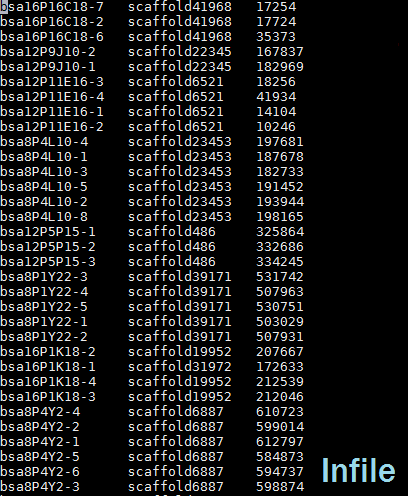 bsa16P16C18-7 scaffold41968 17254
bsa16P16C18-2 scaffold41968 17724
bsa16P16C18-6 scaffold41968 35373
bsa12P9J10-2 scaffold22345 167837
bsa12P9J10-1 scaffold22345 182969
bsa12P11E16-3 scaffold6521 18256
bsa12P11E16-4 scaffold6521 41934
bsa12P11E16-1 scaffold6521 14104
bsa12P11E16-2 scaffold6521 10246
bsa8P4L10-4 scaffold23453 197681
bsa8P4L10-1 scaffold23453 187678
bsa8P4L10-3 scaffold23453 182733
bsa8P4L10-5 scaffold23453 191452
bsa8P4L10-2 scaffold23453 193944
bsa8P4L10-8 scaffold23453 198165
bsa12P5P15-1 scaffold486 325864
bsa12P5P15-2 scaffold486 332686
bsa12P5P15-3 scaffold486 334245
bsa8P1Y22-3 scaffold39171 531742
bsa8P1Y22-4 scaffold39171 507963
bsa8P1Y22-5 scaffold39171 530751
bsa8P1Y22-1 scaffold39171 503029
bsa8P1Y22-2 scaffold39171 507931
bsa16P1K18-2 scaffold19952 207667
bsa16P1K18-1 scaffold31972 172633
bsa16P1K18-4 scaffold19952 212539
bsa16P1K18-3 scaffold19952 212046
bsa8P4Y2-4 scaffold6887 610723
bsa8P4Y2-2 scaffold6887 599014
bsa8P4Y2-1 scaffold6887 612797
bsa8P4Y2-5 scaffold6887 584873
bsa8P4Y2-6 scaffold6887 594737
bsa8P4Y2-3 scaffold6887 598874
Infile